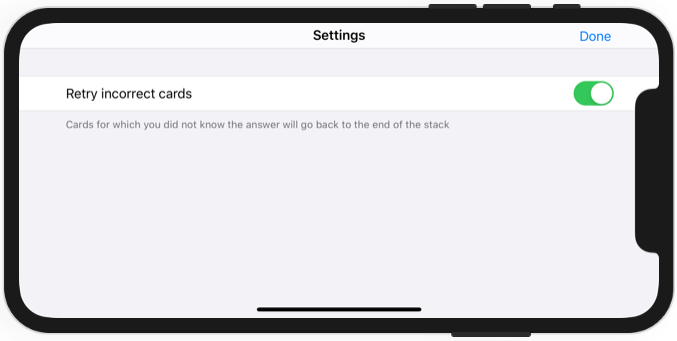 Settings
Done
Retry incorrect cards
Cards for which you did not know the answer will go back to the end of the stack